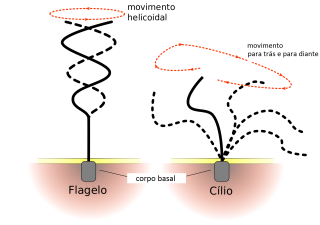 movimento
helicoidal
movimento
para trás e para diante
corpo basal
Flagelo
Cílio